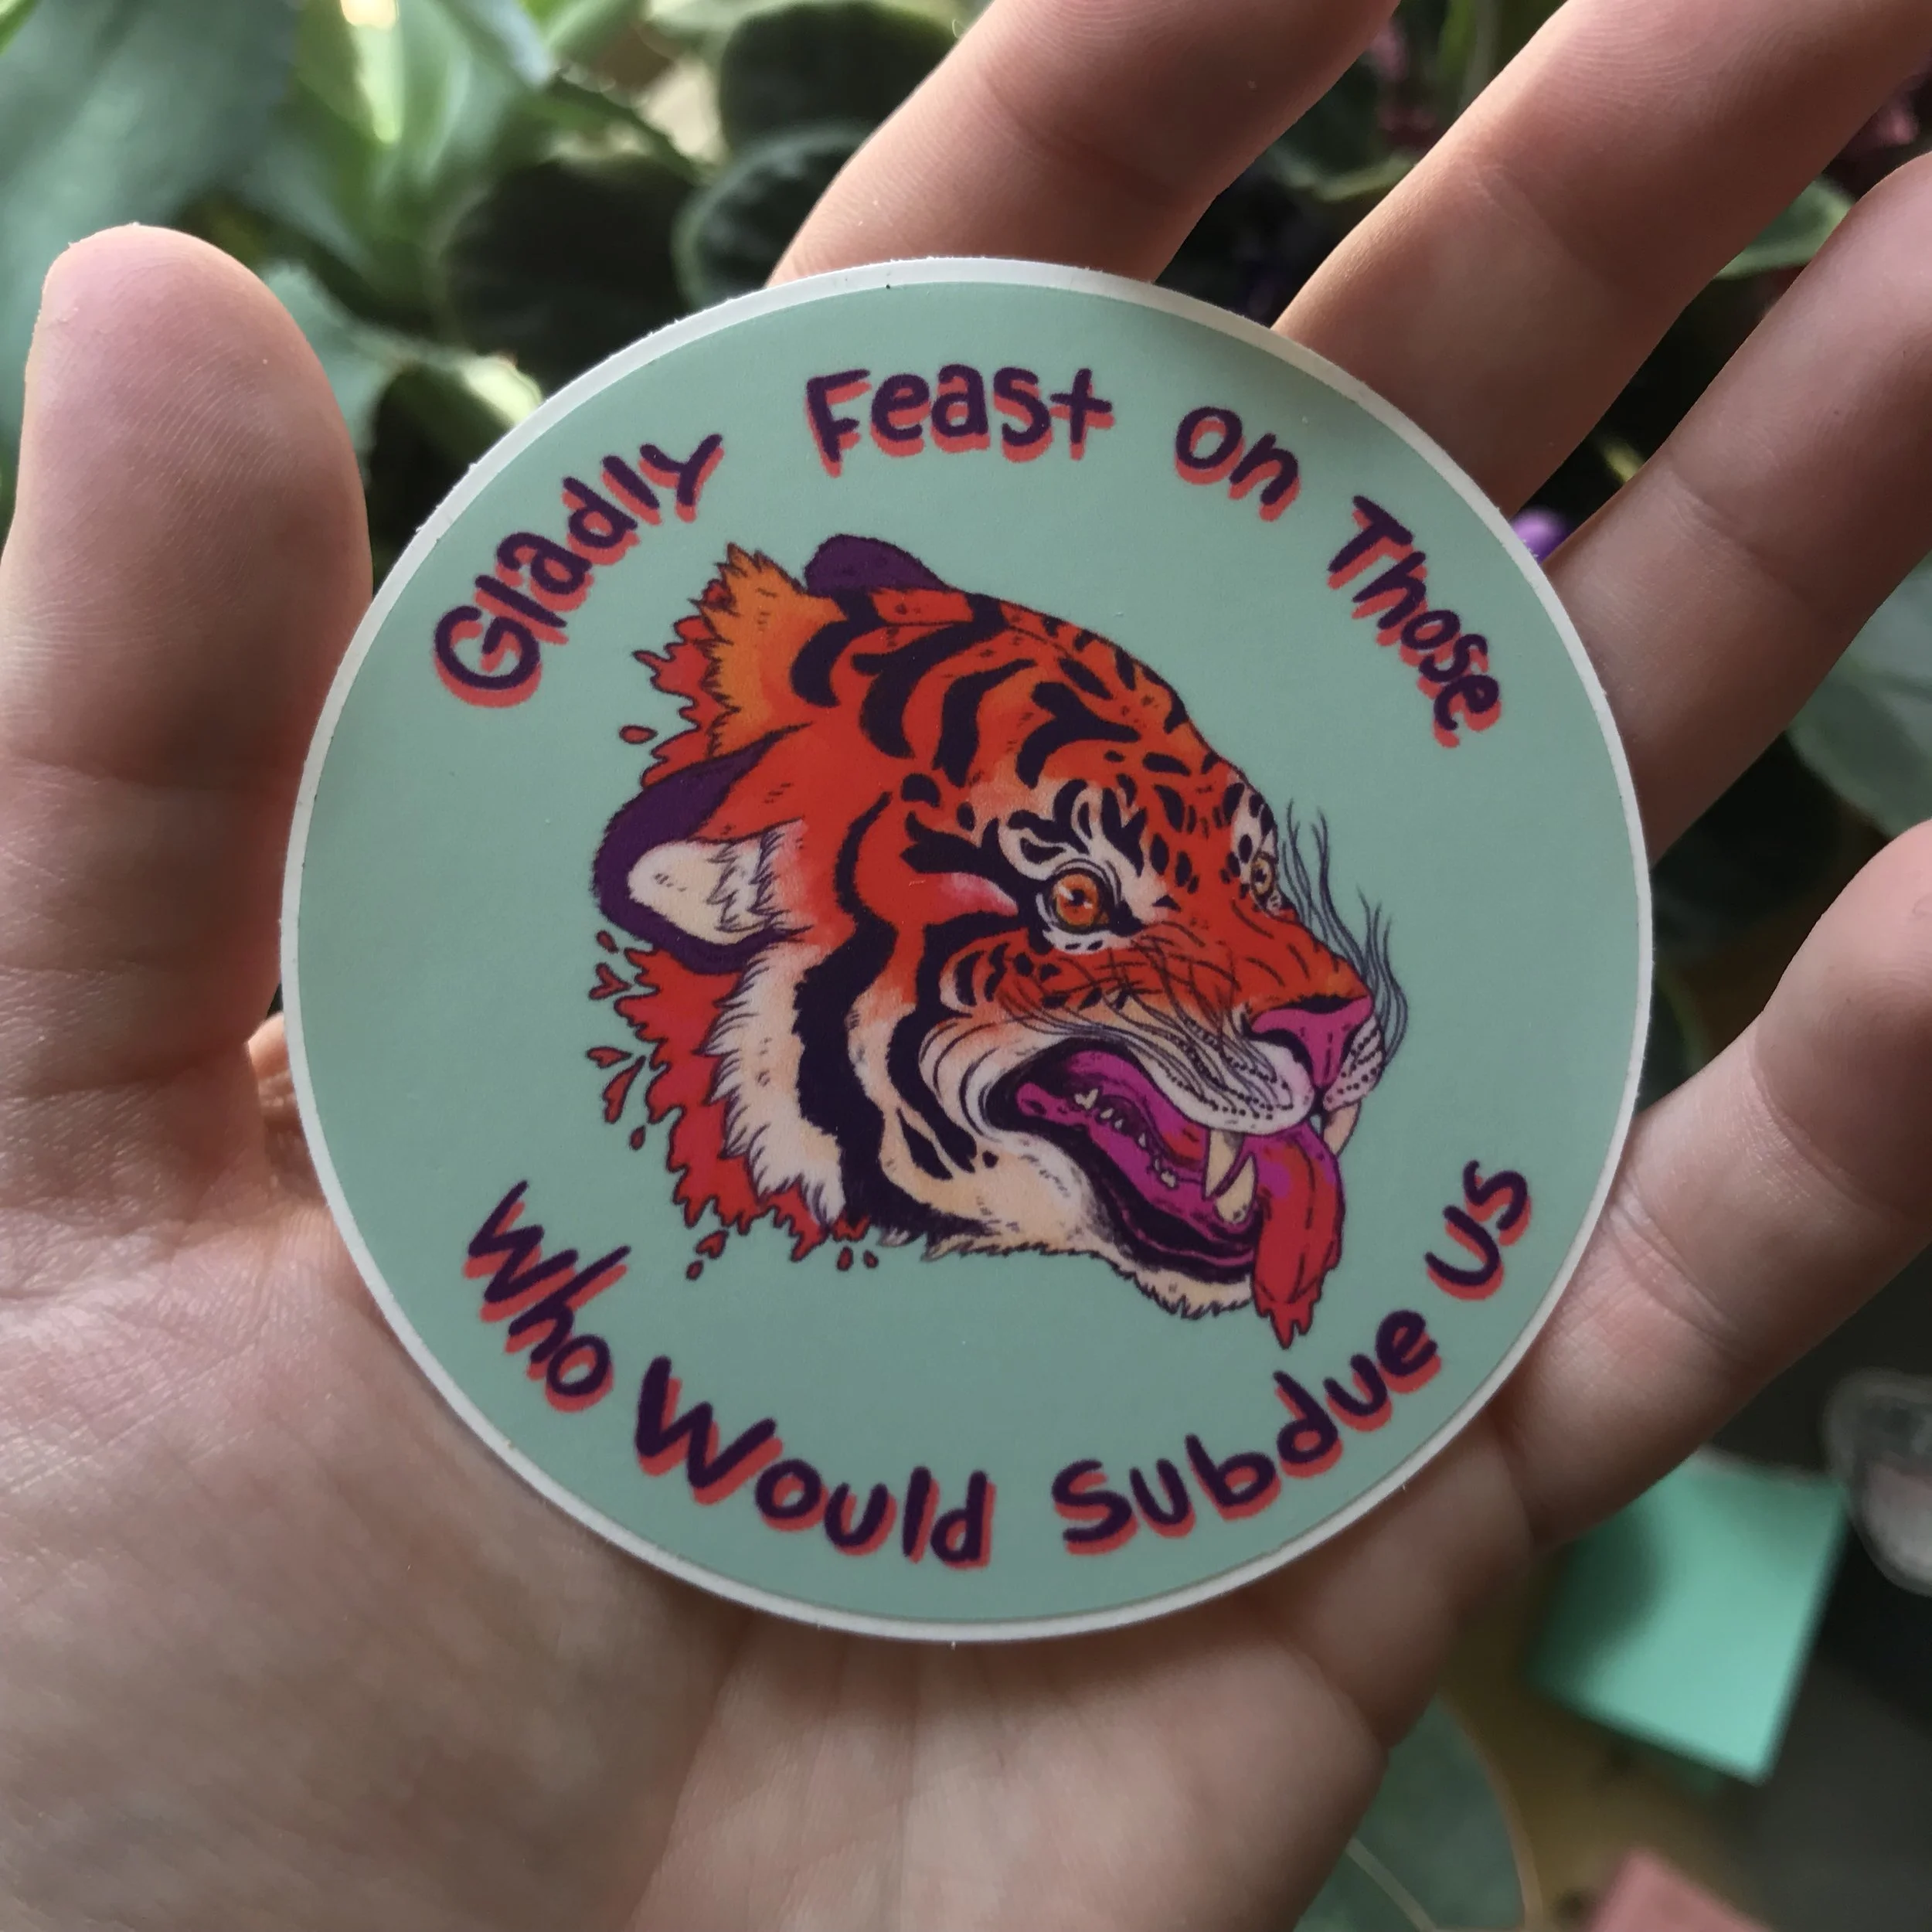 Gladly Feast on Those
Who Would Subdue Us